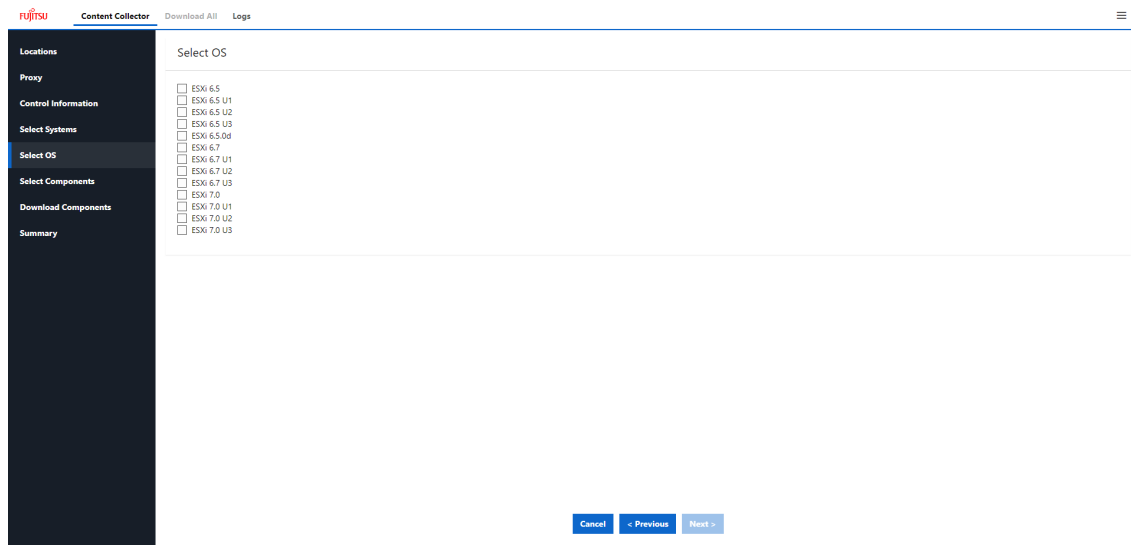 FUJITSU
Content Collector
Download All
Logs
Locations
Proxy
Control Information
Select Systems
Select OS
Select Components
Download Components
Summary
Select OS
ESXi 6.5
ESXi 6.5 U1
ESXi 6.5 U2
ESXi 6.5 U3
ESXi 6.5.0d
ESXi 6.7
ESXi 6.7 U1
ESXi 6.7 U2
ESXi 6.7 U3
ESXi 7.0
ESXi 7.0 U1
ESXi 7.0 U2
ESXi 7.0 U3
Cancel
< Previous
Next >